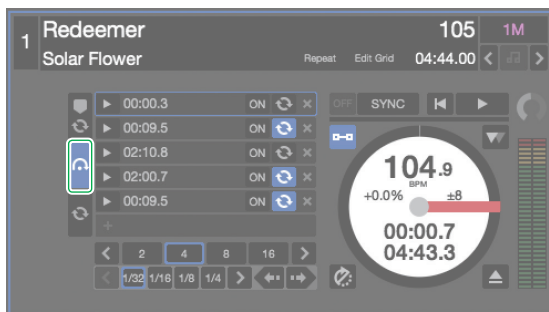 1 Redeemer 105 1M
Solar Flower Repeat Edit Grid 04:44.00
00:00.3 ON OFF SYNC
00:09.5 ON
02:10.8 ON
02:00.7 ON
00:09.5 ON
104.9
BPM
+0.0% ±8
00:00.7
04:43.3
2 4 8 16
1/32 1/16 1/8 1/4